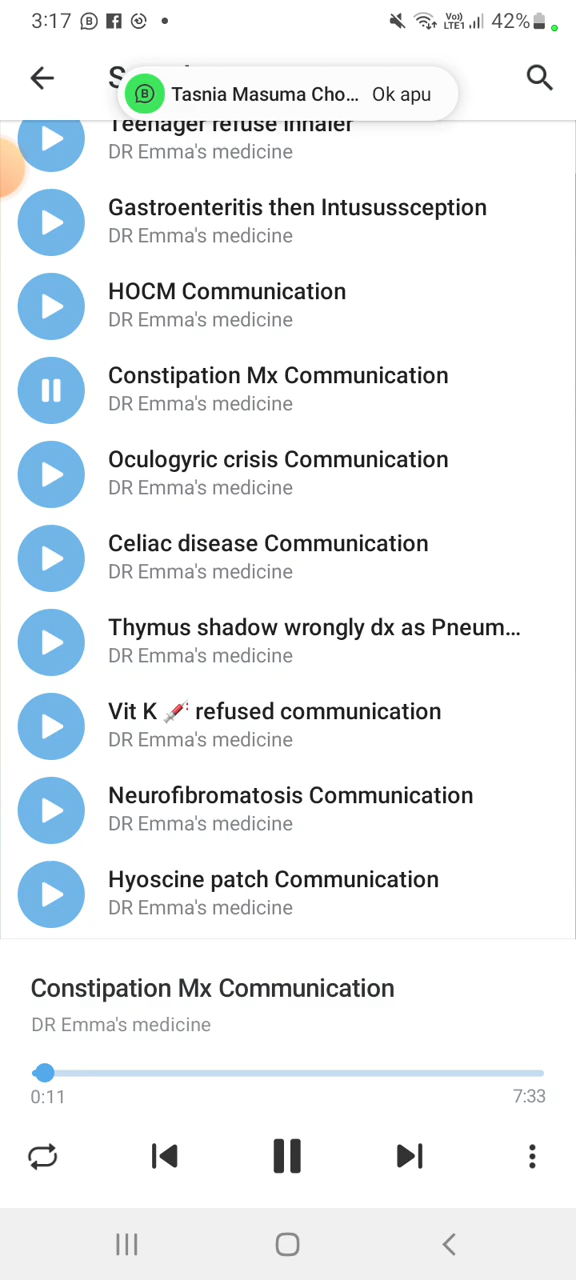 3:17
42%
Tasnia Masuma Cho... Ok apu
Teenager refuse inhaler
DR Emma's medicine
Gastroenteritis then Intusussception
DR Emma's medicine
HOCM Communication
DR Emma's medicine
Constipation Mx Communication
DR Emma's medicine
Oculogyric crisis Communication
DR Emma's medicine
Celiac disease Communication
DR Emma's medicine
Thymus shadow wrongly dx as Pneum...
DR Emma's medicine
Vit K 💉 refused communication
DR Emma's medicine
Neurofibromatosis Communication
DR Emma's medicine
Hyoscine patch Communication
DR Emma's medicine
Constipation Mx Communication
DR Emma's medicine
0:11
7:33